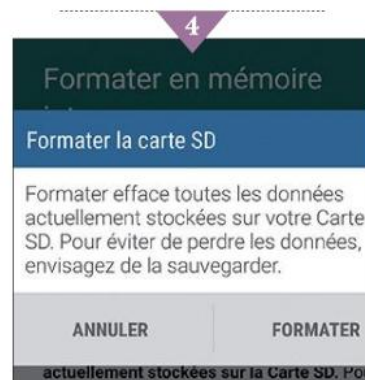 4
Formater en mémoire
Formater la carte SD
Formater efface toutes les données
actuellement stockées sur votre Carte
SD. Pour éviter de perdre les données,
envisagez de la sauvegarder.
ANNULER FORMATER
actuellement stockées sur la Carte SD. Pou